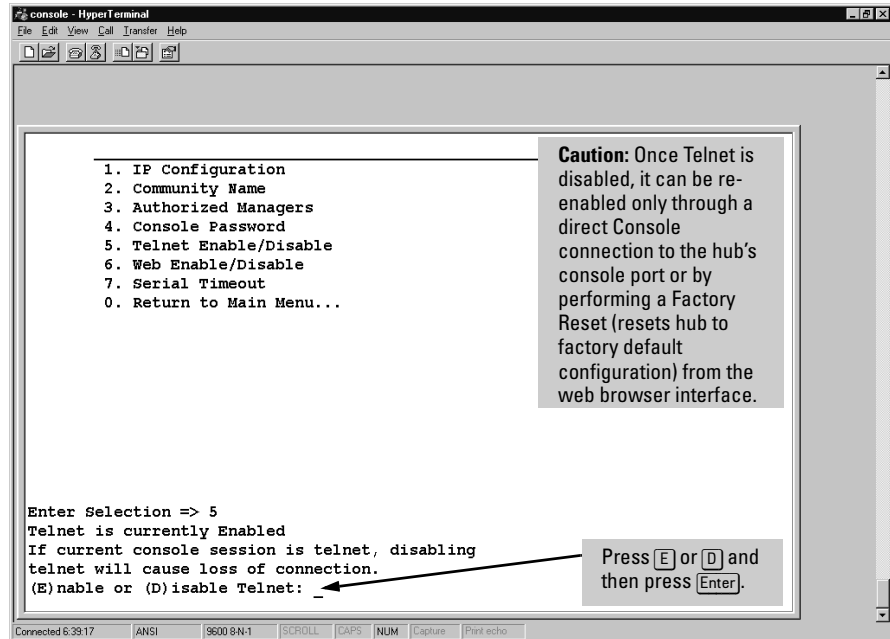 console - HyperTerminal
File Edit View Call Transfer Help
1. IP Configuration
2. Community Name
3. Authorized Managers
4. Console Password
5. Telnet Enable/Disable
6. Web Enable/Disable
7. Serial Timeout
0. Return to Main Menu...
Caution: Once Telnet is
disabled, it can be re-
enabled only through a
direct Console
connection to the hub's
console port or by
performing a Factory
Reset (resets hub to
factory default
configuration) from the
web browser interface.
Enter Selection => 5
Telnet is currently Enabled
If current console session is telnet, disabling
telnet will cause loss of connection.
(E)nable or (D)isable Telnet: _
Press E or D and
then press Enter.
Connected 6:39:17 ANSI 9600 8-N-1 SCROLL CAPS NUM Capture Print echo